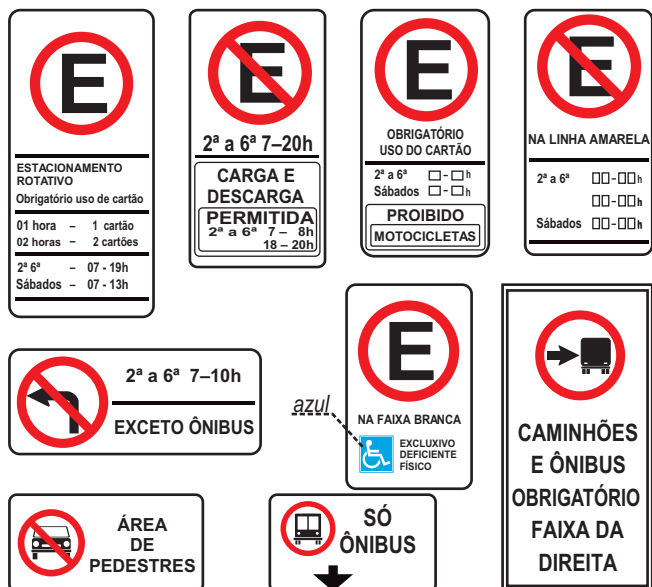 E
ESTACIONAMENTO
ROTATIVO
Obrigatório uso de cartão
01 hora – 1 cartão
02 horas – 2 cartões
2ª 6ª – 07 - 19h
Sábados – 07 - 13h
E
2ª a 6ª 7–20h
CARGA E
DESCARGA
PERMITIDA
2ª a 6ª 7 – 8h
18 – 20h
E
OBRIGATÓRIO
USO DO CARTÃO
2ª a 6ª □-□h
Sábados □-□h
PROIBIDO
MOTOCICLETAS
E
NA LINHA AMARELA
2ª a 6ª □□-□□h
□□-□□h
Sábados □□-□□h
2ª a 6ª 7–10h
EXCETO ÔNIBUS
azul
E
NA FAIXA BRANCA
EXCLUXIVO
DEFICIENTE
FÍSICO
CAMINHÕES
E ÔNIBUS
OBRIGATÓRIO
FAIXA DA
DIREITA
ÁREA
DE
PEDESTRES
SÓ
ÔNIBUS